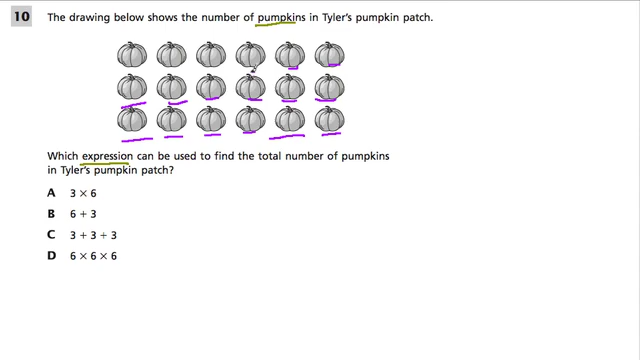 10 The drawing below shows the number of pumpkins in Tyler's pumpkin patch.
Which expression can be used to find the total number of pumpkins
in Tyler's pumpkin patch?
A 3 × 6
B 6 + 3
C 3 + 3 + 3
D 6 × 6 × 6